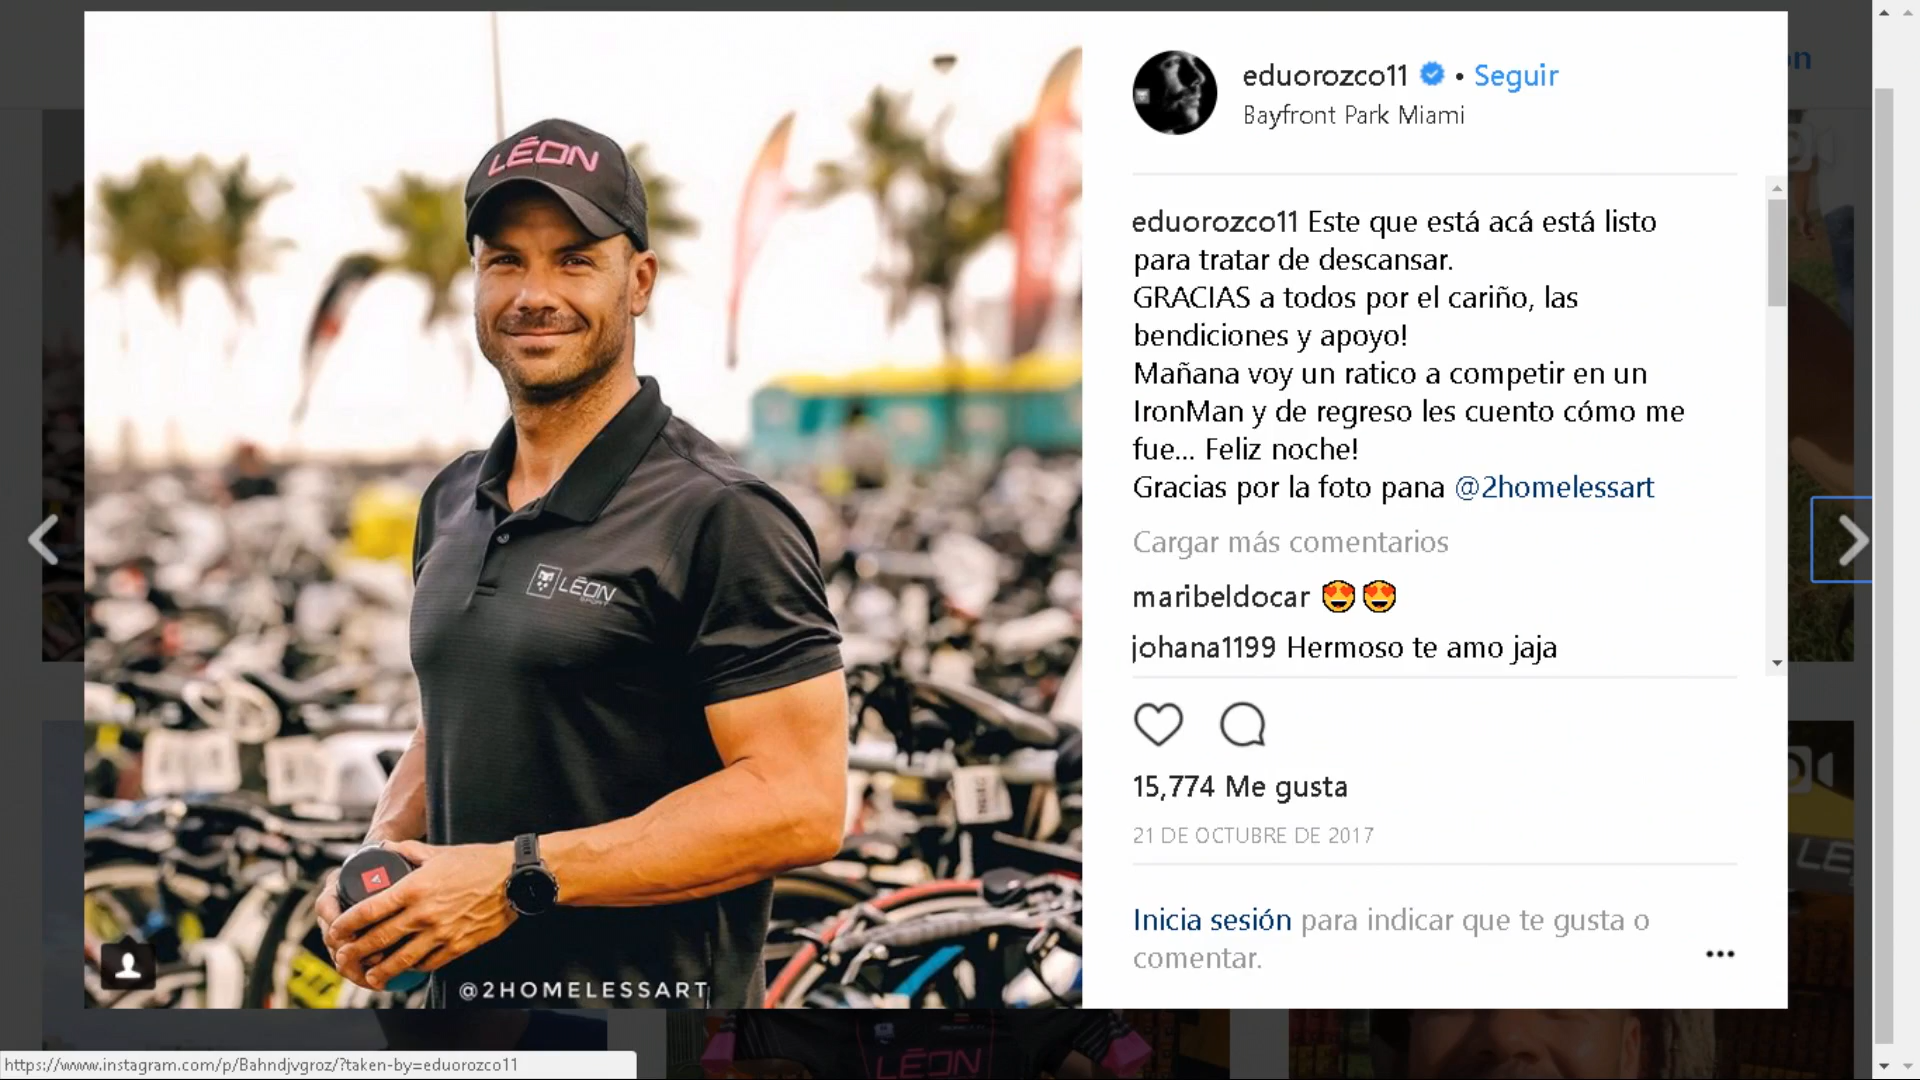 LÉON
LÉON
SPORT
@2HOMELESSART
eduorozco11 • Seguir
Bayfront Park Miami
eduorozco11 Este que está acá está listo
para tratar de descansar.
GRACIAS a todos por el cariño, las
bendiciones y apoyo!
Mañana voy un ratico a competir en un
IronMan y de regreso les cuento cómo me
fue... Feliz noche!
Gracias por la foto pana @2homelessart
Cargar más comentarios
maribeldocar 😍😍
johana1199 Hermoso te amo jaja
15,774 Me gusta
21 DE OCTUBRE DE 2017
Inicia sesión para indicar que te gusta o
comentar.
LÉON
https://www.instagram.com/p/Bahndjvgroz/?taken-by=eduorozco11